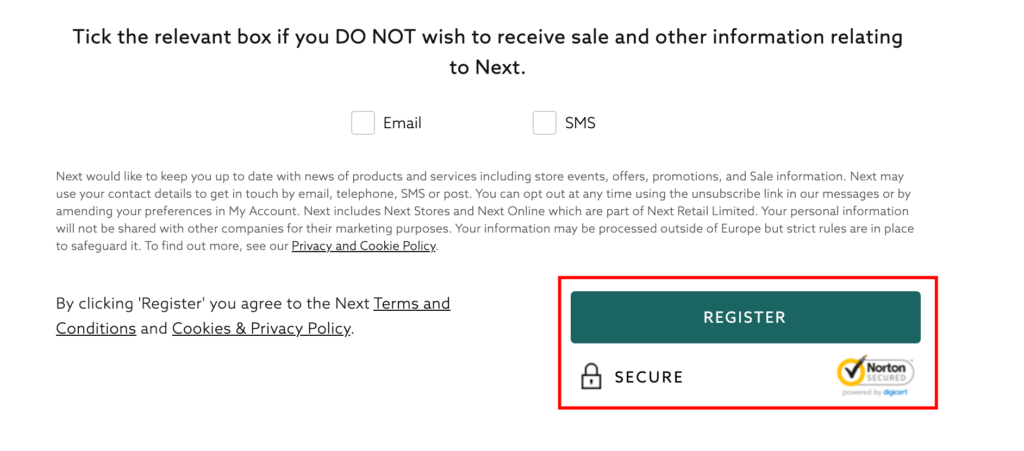 Tick the relevant box if you DO NOT wish to receive sale and other information relating
to Next.
Email
SMS
Next would like to keep you up to date with news of products and services including store events, offers, promotions, and Sale information. Next may
use your contact details to get in touch by email, telephone, SMS or post. You can opt out at any time using the unsubscribe link in our messages or by
amending your preferences in My Account. Next includes Next Stores and Next Online which are part of Next Retail Limited. Your personal information
will not be shared with other companies for their marketing purposes. Your information may be processed outside of Europe but strict rules are in place
to safeguard it. To find out more, see our Privacy and Cookie Policy.
By clicking 'Register' you agree to the Next Terms and
Conditions and Cookies & Privacy Policy.
REGISTER
SECURE
Norton
SECURED
powered by digicert